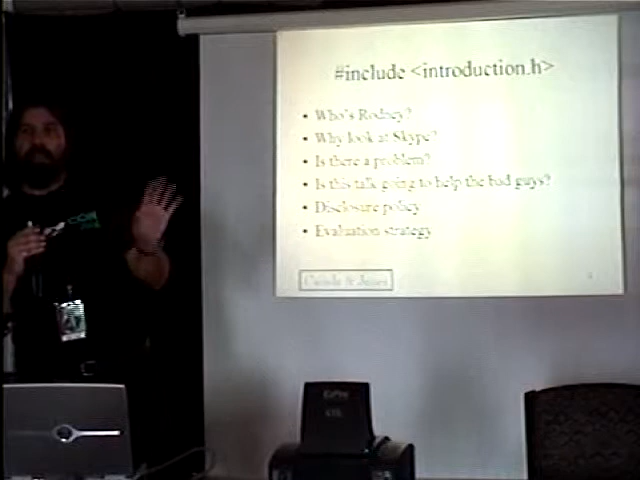 #include <introduction.h>
• Who's Rodney?
• Why look at Skype?
• Is there a problem?
• Is this talk going to help the bad guys?
• Disclosure policy
• Evaluation strategy